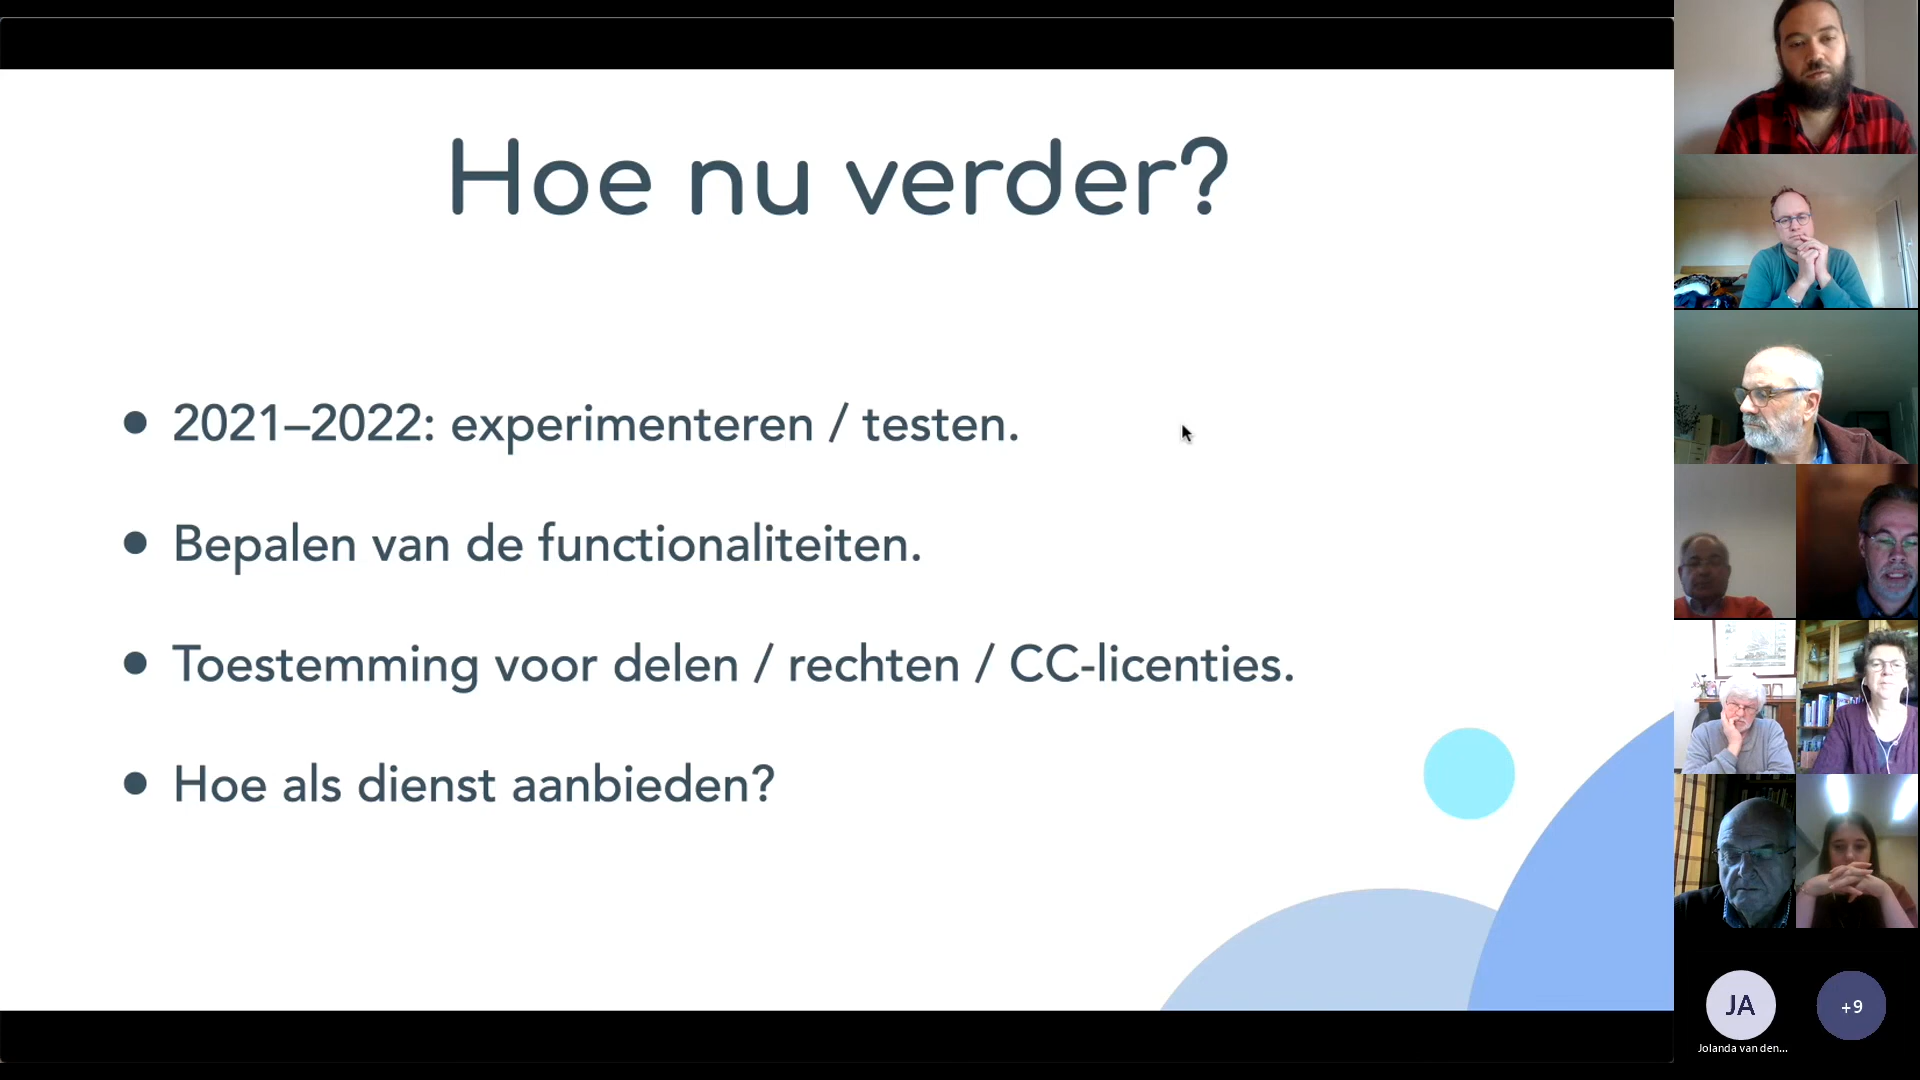 Hoe nu verder?
• 2021–2022: experimenteren / testen.
• Bepalen van de functionaliteiten.
• Toestemming voor delen / rechten / CC-licenties.
• Hoe als dienst aanbieden?
JA
+9
Jolanda van den...